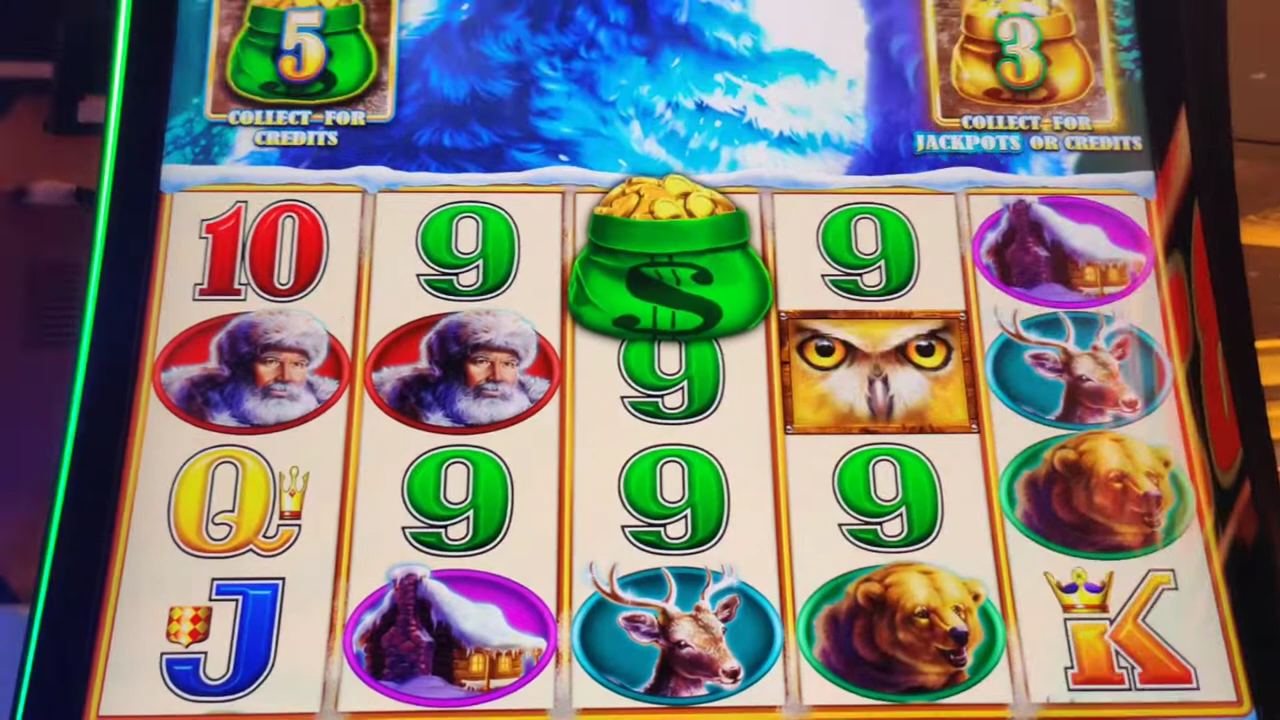 5
COLLECT FOR
CREDITS
3
COLLECT FOR
JACKPOTS OR CREDITS
10 9 $ 9
9
Q 9 9 9
J K